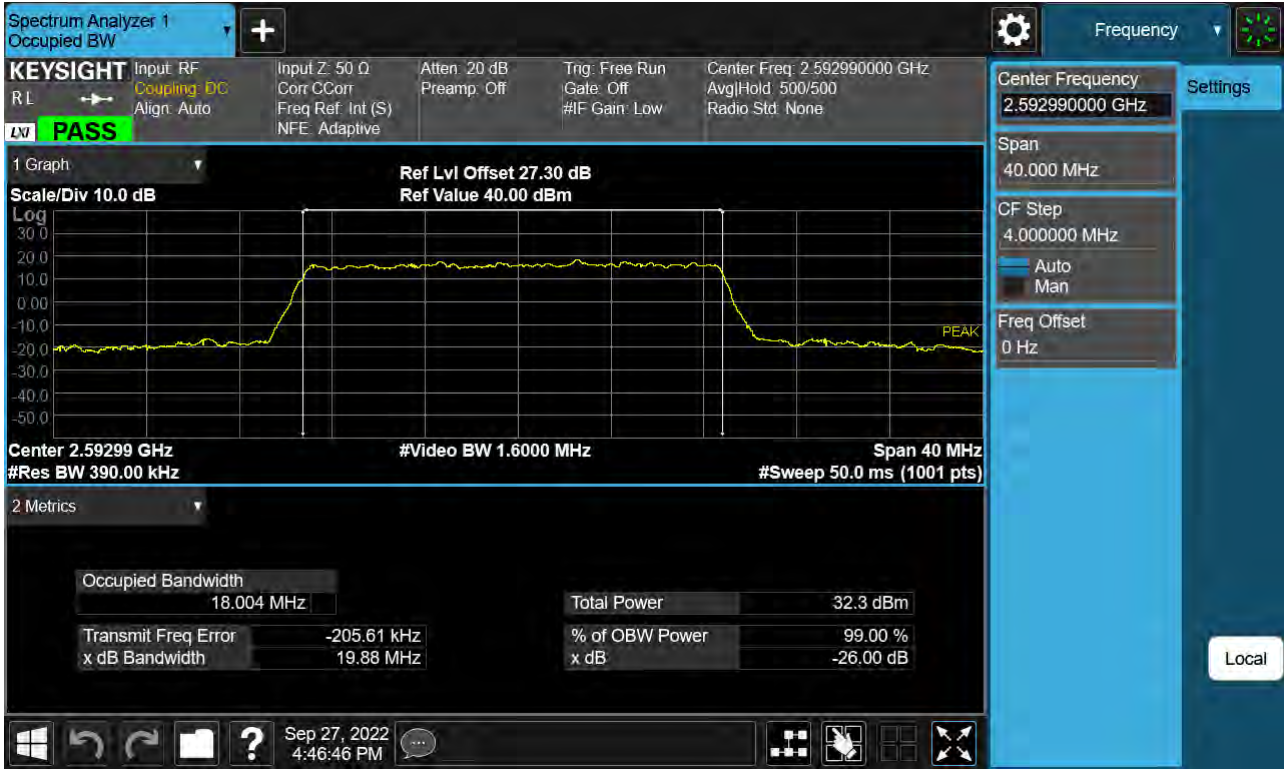 Spectrum Analyzer 1
Occupied BW
Frequency
KEYSIGHT
RL
LXI
PASS
Input: RF
Coupling: DC
Align: Auto
Input Z: 50 Ω
Corr CCorr
Freq Ref: Int (S)
NFE: Adaptive
Atten: 20 dB
Preamp: Off
Trig: Free Run
Gate: Off
#IF Gain: Low
Center Freq: 2.592990000 GHz
Avg|Hold: 500/500
Radio Std: None
1 Graph
Scale/Div 10.0 dB
Ref Lvl Offset 27.30 dB
Ref Value 40.00 dBm
Log
30.0
20.0
10.0
0.00
-10.0
-20.0
-30.0
-40.0
-50.0
PEAK
Center 2.59299 GHz
#Video BW 1.6000 MHz
Span 40 MHz
#Res BW 390.00 kHz
#Sweep 50.0 ms (1001 pts)
2 Metrics
Occupied Bandwidth
18.004 MHz
Total Power 32.3 dBm
Transmit Freq Error -205.61 kHz
% of OBW Power 99.00 %
x dB Bandwidth 19.88 MHz
x dB -26.00 dB
Center Frequency
2.592990000 GHz
Settings
Span
40.000 MHz
CF Step
4.000000 MHz
Auto
Man
Freq Offset
0 Hz
Local
?
Sep 27, 2022
4:46:46 PM